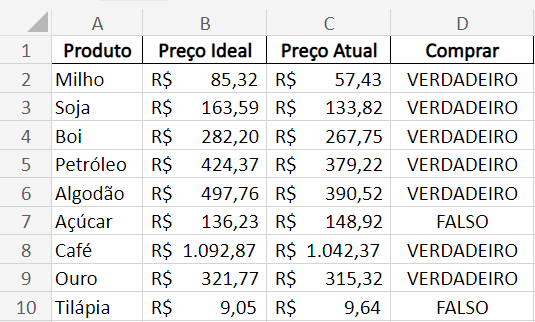 A B C D
1 Produto Preço Ideal Preço Atual Comprar
2 Milho R$ 85,32 R$ 57,43 VERDADEIRO
3 Soja R$ 163,59 R$ 133,82 VERDADEIRO
4 Boi R$ 282,20 R$ 267,75 VERDADEIRO
5 Petróleo R$ 424,37 R$ 379,22 VERDADEIRO
6 Algodão R$ 497,76 R$ 390,52 VERDADEIRO
7 Açúcar R$ 136,23 R$ 148,92 FALSO
8 Café R$ 1.092,87 R$ 1.042,37 VERDADEIRO
9 Ouro R$ 321,77 R$ 315,32 VERDADEIRO
10 Tilápia R$ 9,05 R$ 9,64 FALSO